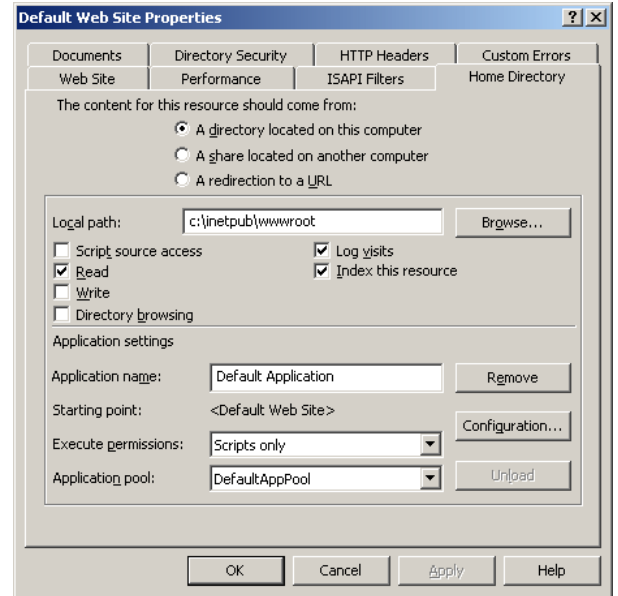 Default Web Site Properties
Documents Directory Security HTTP Headers Custom Errors
Web Site Performance ISAPI Filters Home Directory
The content for this resource should come from:
A directory located on this computer
A share located on another computer
A redirection to a URL
Local path: c:\inetpub\wwwroot Browse...
Script source access Log visits
Read Index this resource
Write
Directory browsing
Application settings
Application name: Default Application Remove
Starting point: <Default Web Site>
Configuration...
Execute permissions: Scripts only
Application pool: DefaultAppPool Unload
OK Cancel Apply Help